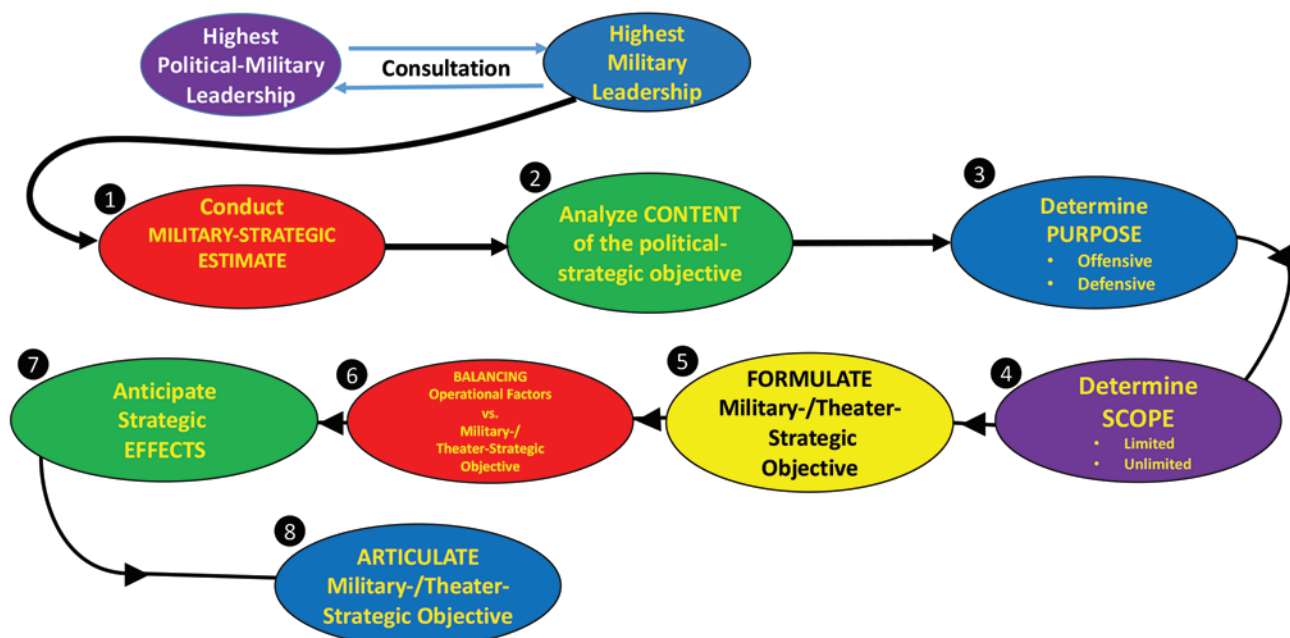 Highest
Political-Military
Leadership
Consultation
Highest
Military
Leadership
1
Conduct
MILITARY-STRATEGIC
ESTIMATE
2
Analyze CONTENT
of the political-
strategic objective
3
Determine
PURPOSE
• Offensive
• Defensive
4
Determine
SCOPE
• Limited
• Unlimited
5
FORMULATE
Military-/Theater-
Strategic
Objective
6
BALANCING
Operational Factors
vs.
Military-/
Theater-Strategic
Objective
7
Anticipate
Strategic
EFFECTS
8
ARTICULATE
Military-/Theater-
Strategic Objective